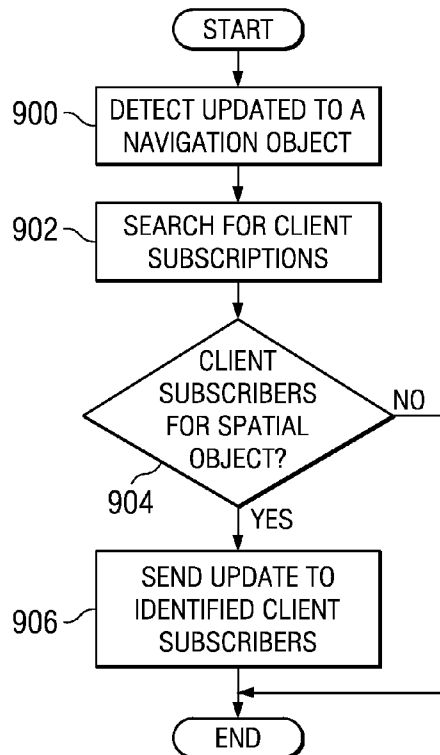 START
900
DETECT UPDATED TO A
NAVIGATION OBJECT
902
SEARCH FOR CLIENT
SUBSCRIPTIONS
CLIENT
SUBSCRIBERS
FOR SPATIAL
OBJECT?
NO
904
YES
906
SEND UPDATE TO
IDENTIFIED CLIENT
SUBSCRIBERS
END